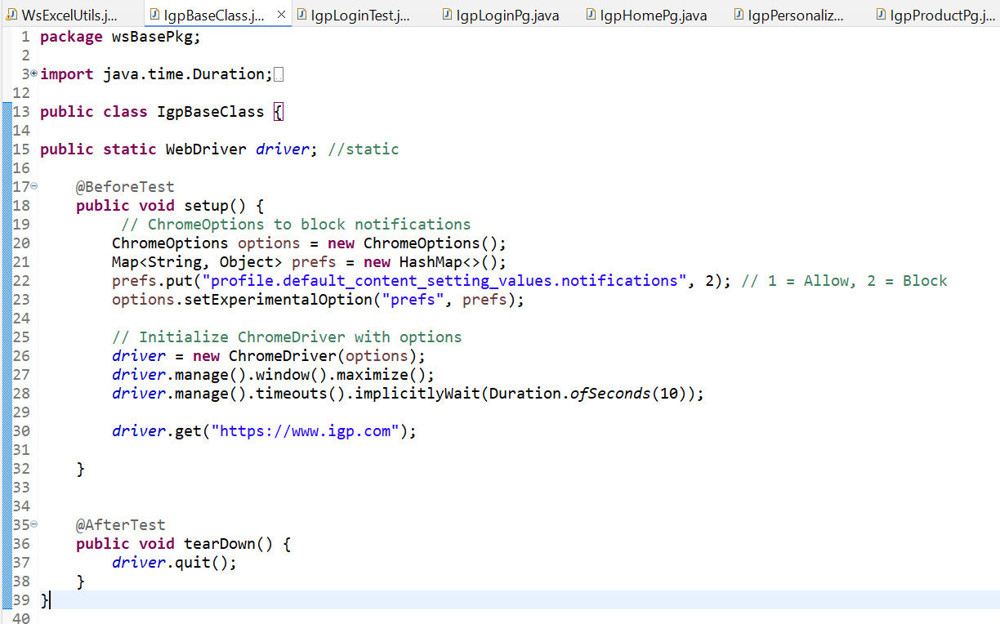 WsExcelUtils.j... IgpBaseClass.j... IgpLoginTest.j... IgpLoginPg.java IgpHomePg.java IgpPersonaliz... IgpProductPg.j...
1 package wsBasePkg;
2
3 import java.time.Duration;
12
13 public class IgpBaseClass {
14
15 public static WebDriver driver; //static
16
17     @BeforeTest
18     public void setup() {
19          // ChromeOptions to block notifications
20         ChromeOptions options = new ChromeOptions();
21         Map<String, Object> prefs = new HashMap<>();
22         prefs.put("profile.default_content_setting_values.notifications", 2); // 1 = Allow, 2 = Block
23         options.setExperimentalOption("prefs", prefs);
24
25         // Initialize ChromeDriver with options
26         driver = new ChromeDriver(options);
27         driver.manage().window().maximize();
28         driver.manage().timeouts().implicitlyWait(Duration.ofSeconds(10));
29
30         driver.get("https://www.igp.com");
31
32     }
33
34
35     @AfterTest
36     public void tearDown() {
37         driver.quit();
38     }
39 }
40